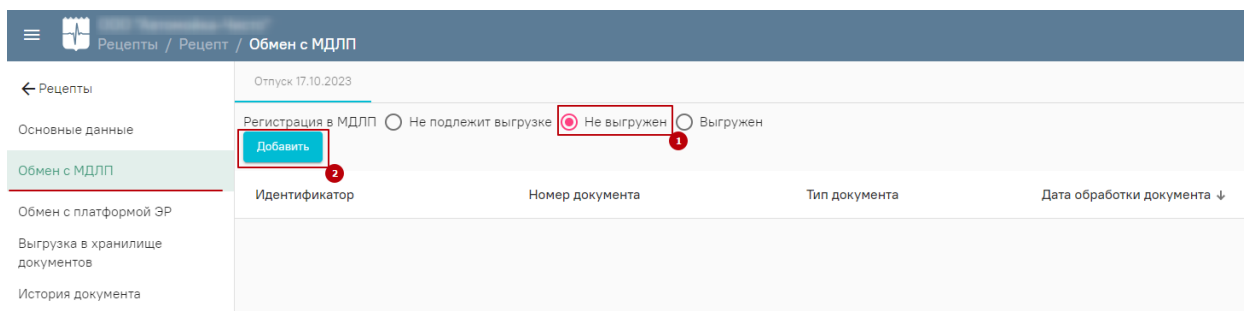 Рецепты / Рецепт / Обмен с МДЛП
Рецепты
Отпуск 17.10.2023
Основные данные
Регистрация в МДЛП Не подлежит выгрузке Не выгружен Выгружен
1
Добавить
2
Обмен с МДЛП
Идентификатор Номер документа Тип документа Дата обработки документа
Обмен с платформой ЭР
Выгрузка в хранилище
документов
История документа